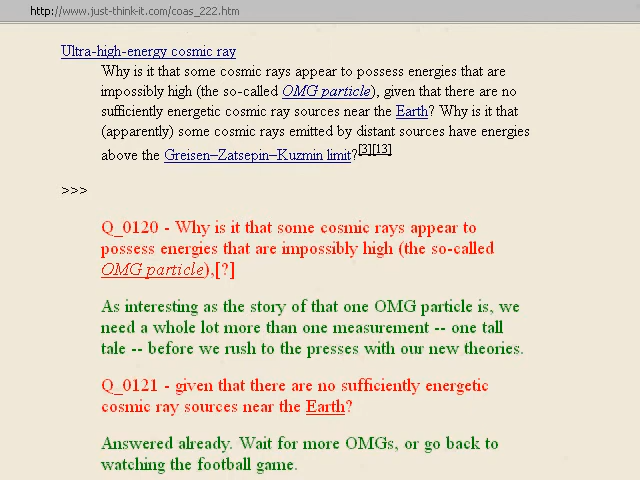 http://www.just-think-it.com/coas_222.htm
Ultra-high-energy cosmic ray
Why is it that some cosmic rays appear to possess energies that are
impossibly high (the so-called OMG particle), given that there are no
sufficiently energetic cosmic ray sources near the Earth? Why is it that
(apparently) some cosmic rays emitted by distant sources have energies
above the Greisen–Zatsepin–Kuzmin limit?[3][13]
>>>
Q_0120 - Why is it that some cosmic rays appear to
possess energies that are impossibly high (the so-called
OMG particle),[?]
As interesting as the story of that one OMG particle is, we
need a whole lot more than one measurement -- one tall
tale -- before we rush to the presses with our new theories.
Q_0121 - given that there are no sufficiently energetic
cosmic ray sources near the Earth?
Answered already. Wait for more OMGs, or go back to
watching the football game.